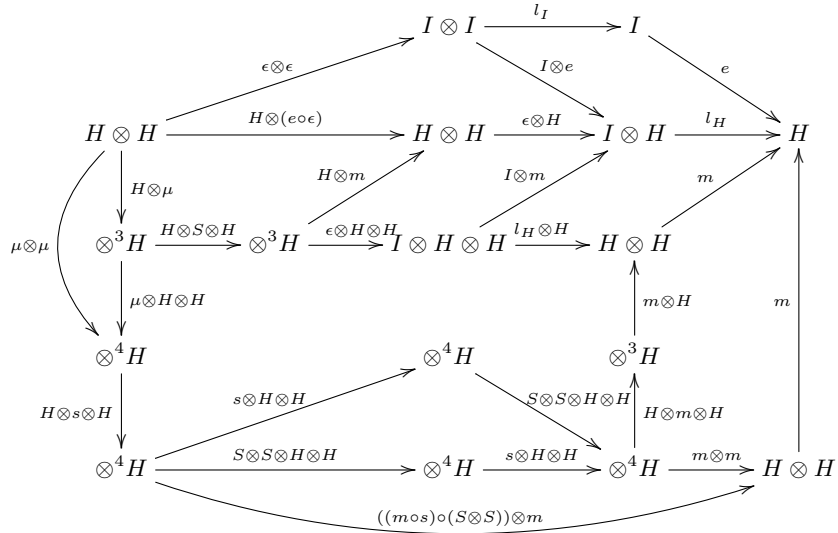 I ⊗ I l_I I
ϵ⊗ϵ I⊗e e
H ⊗ H H⊗(e∘ϵ) H ⊗ H ϵ⊗H I ⊗ H l_H H
H⊗μ H⊗m I⊗m m
μ⊗μ ⊗³H H⊗S⊗H ⊗³H ϵ⊗H⊗H I ⊗ H ⊗ H l_H⊗H H ⊗ H
μ⊗H⊗H m⊗H m
⊗⁴H ⊗⁴H ⊗³H
H⊗s⊗H s⊗H⊗H S⊗S⊗H⊗H H⊗m⊗H
⊗⁴H S⊗S⊗H⊗H ⊗⁴H s⊗H⊗H ⊗⁴H m⊗m H ⊗ H
((m∘s)∘(S⊗S))⊗m